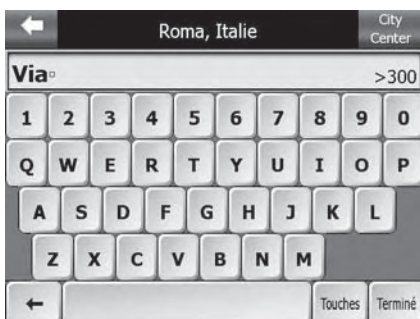 Roma, Italie
City
Center
Via
>300
1 2 3 4 5 6 7 8 9 0
Q W E R T Y U I O P
A S D F G H J K L
Z X C V B N M
Touches Terminé